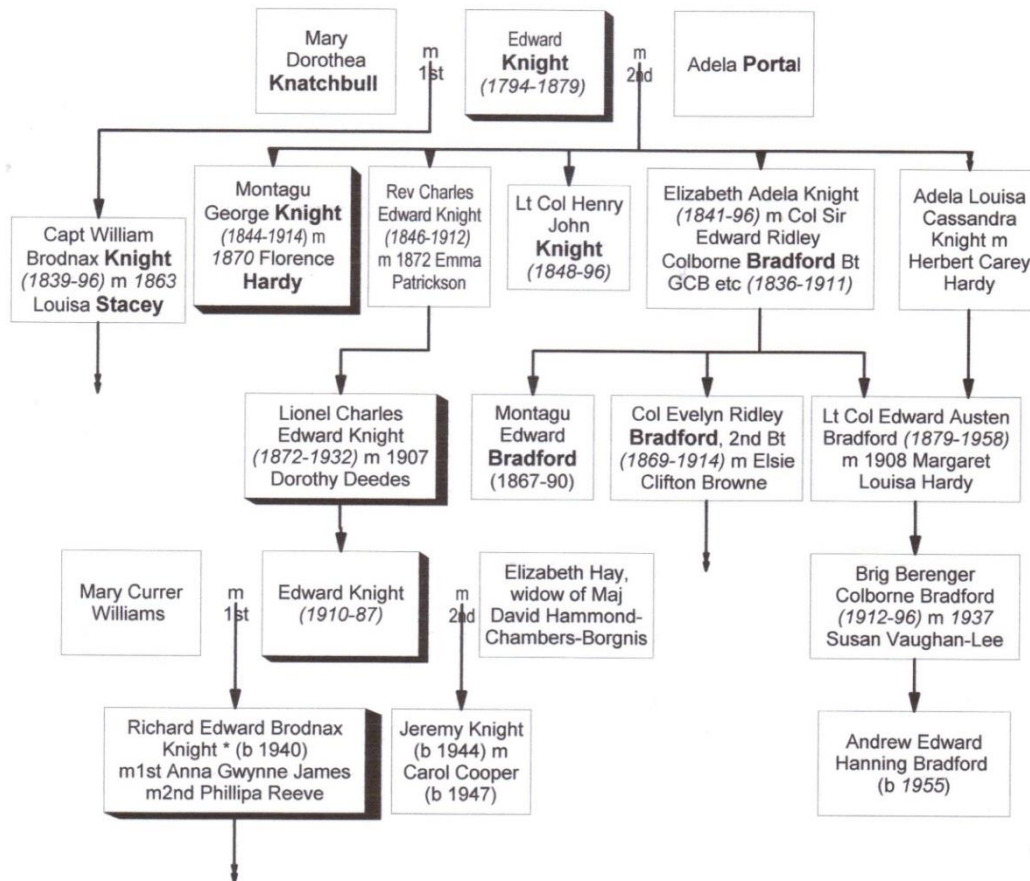 Mary
Dorothea
Knatchbull
m
1st
Edward
Knight
(1794-1879)
m
2nd
Adela Portal
Capt William
Brodnax Knight
(1839-96) m 1863
Louisa Stacey
Montagu
George Knight
(1844-1914) m
1870 Florence
Hardy
Rev Charles
Edward Knight
(1846-1912)
m 1872 Emma
Patrickson
Lt Col Henry
John
Knight
(1848-96)
Elizabeth Adela Knight
(1841-96) m Col Sir
Edward Ridley
Colborne Bradford Bt
GCB etc (1836-1911)
Adela Louisa
Cassandra
Knight m
Herbert Carey
Hardy
Lionel Charles
Edward Knight
(1872-1932) m 1907
Dorothy Deedes
Montagu
Edward
Bradford
(1867-90)
Col Evelyn Ridley
Bradford, 2nd Bt
(1869-1914) m Elsie
Clifton Browne
Lt Col Edward Austen
Bradford (1879-1958)
m 1908 Margaret
Louisa Hardy
Mary Currer
Williams
m
1st
Edward Knight
(1910-87)
m
2nd
Elizabeth Hay,
widow of Maj
David Hammond-
Chambers-Borgnis
Brig Berenger
Colborne Bradford
(1912-96) m 1937
Susan Vaughan-Lee
Richard Edward Brodnax
Knight * (b 1940)
m1st Anna Gwynne James
m2nd Phillipa Reeve
Jeremy Knight
(b 1944) m
Carol Cooper
(b 1947)
Andrew Edward
Hanning Bradford
(b 1955)